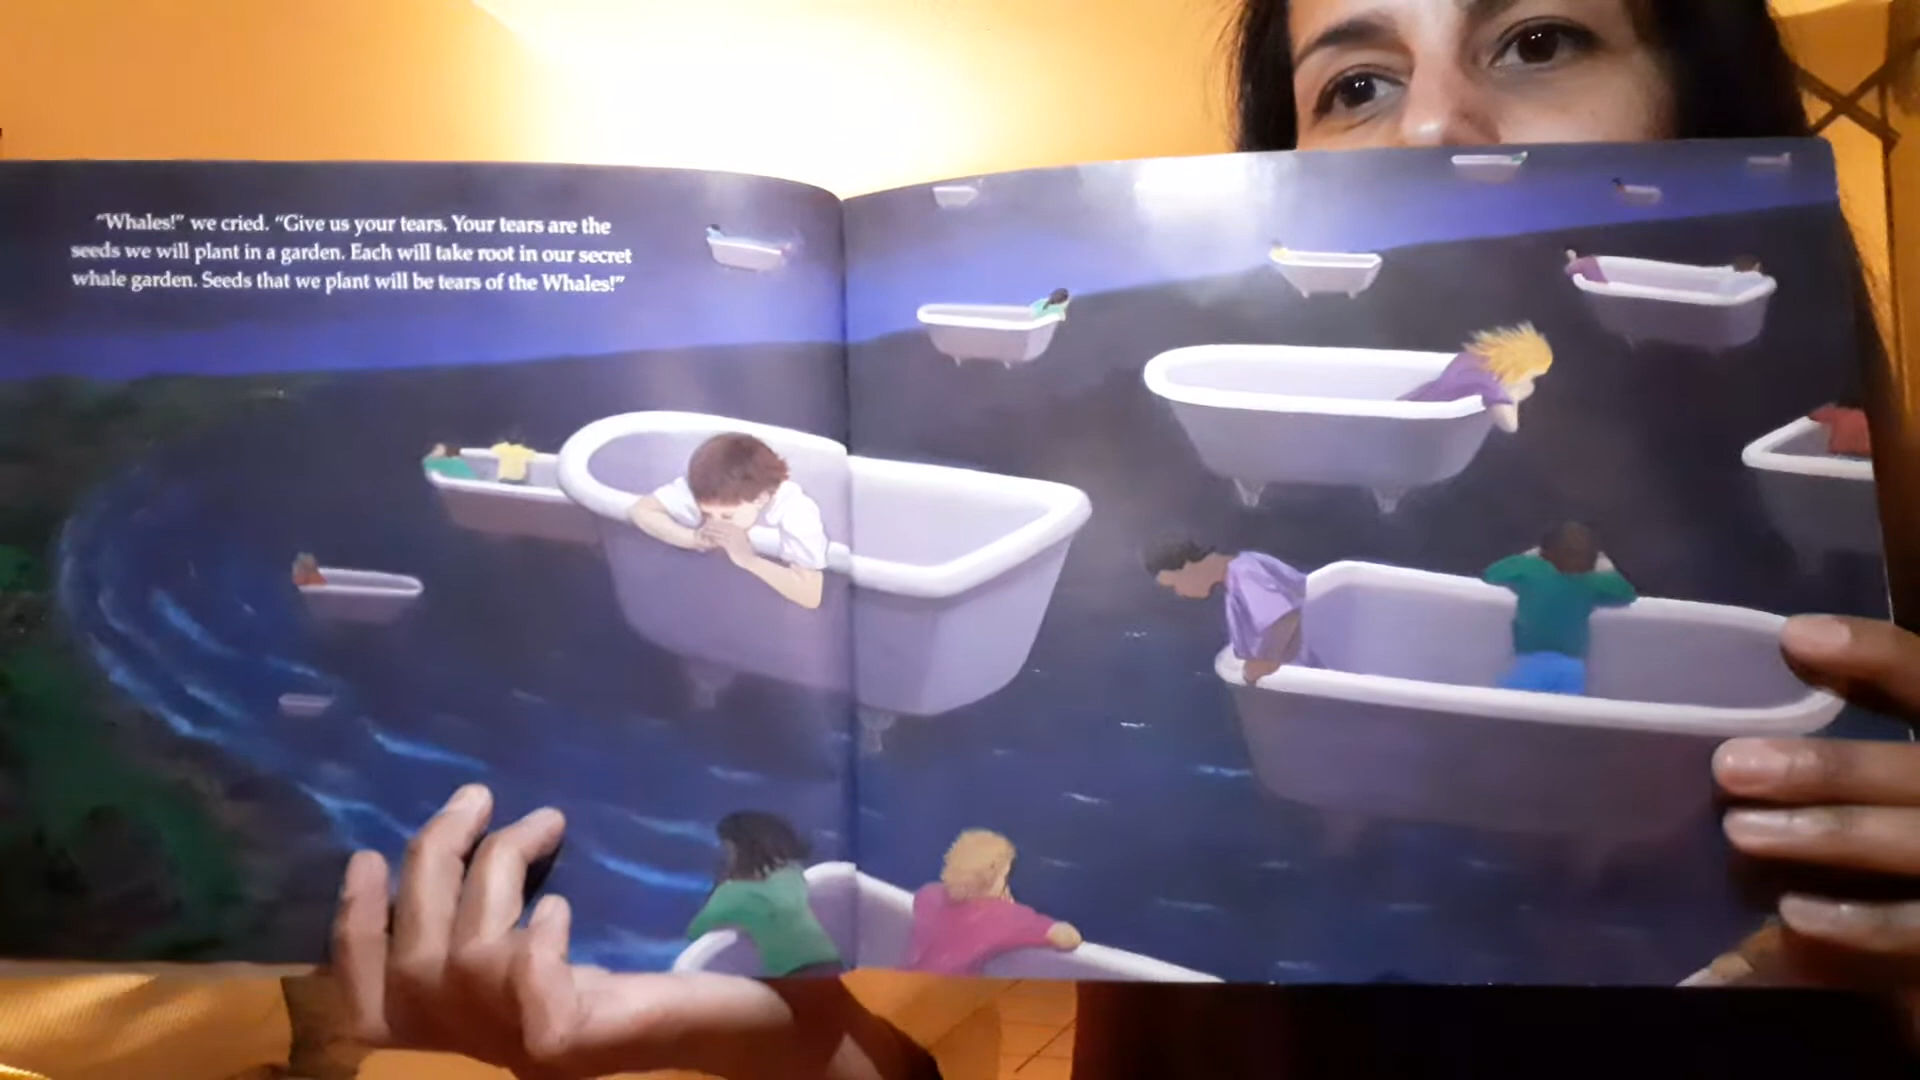 “Whales!” we cried. “Give us your tears. Your tears are the
seeds we will plant in a garden. Each will take root in our secret
whale garden. Seeds that we plant will be tears of the Whales!”